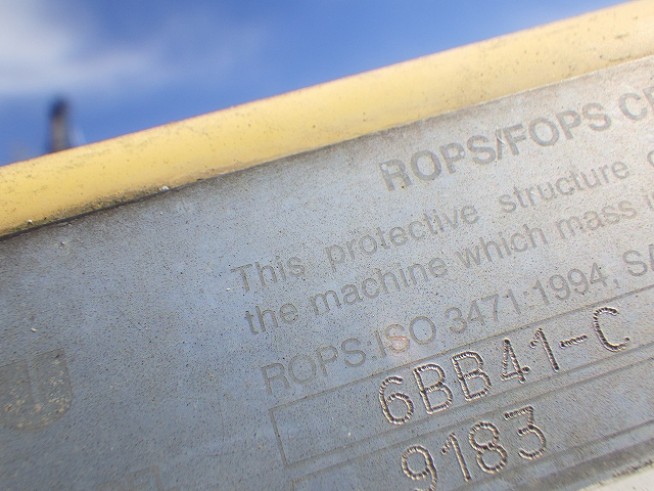 ROPS/FOPS
This protective structure
the machine which mass
ROPS:ISO 3471:1994,
6BB41-C
9183